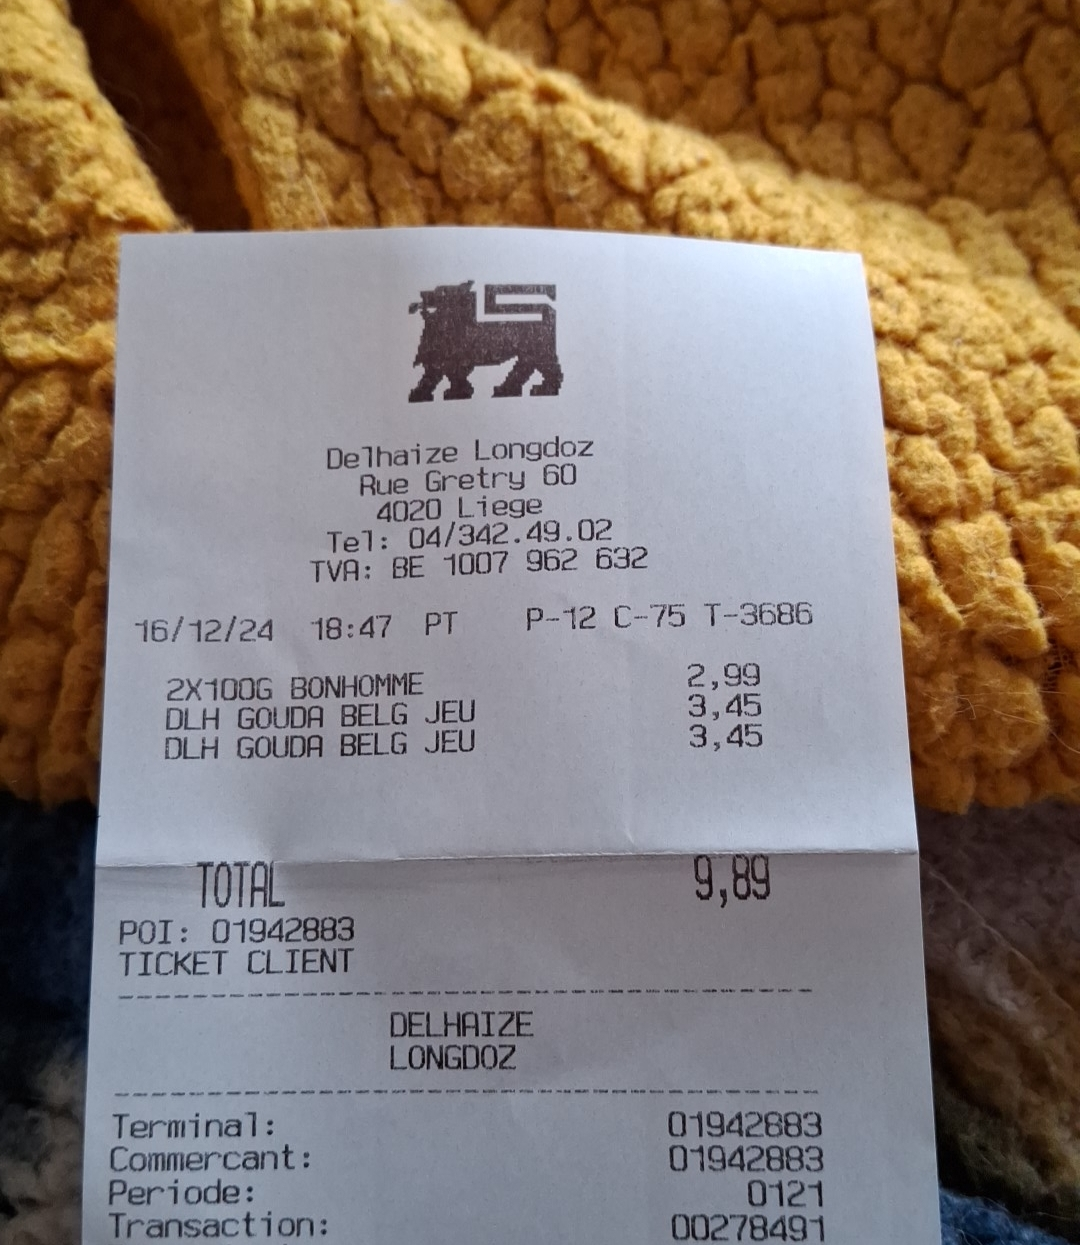 Delhaize Longdoz
Rue Gretry 60
4020 Liege
Tel: 04/342.49.02
TVA: BE 1007 962 632
16/12/24 18:47 PT P-12 C-75 T-3686
2X100G BONHOMME 2,99
DLH GOUDA BELG JEU 3,45
DLH GOUDA BELG JEU 3,45
TOTAL 9,89
POI: 01942883
TICKET CLIENT
DELHAIZE
LONGDOZ
Terminal: 01942883
Commercant: 01942883
Periode: 0121
Transaction: 00278491